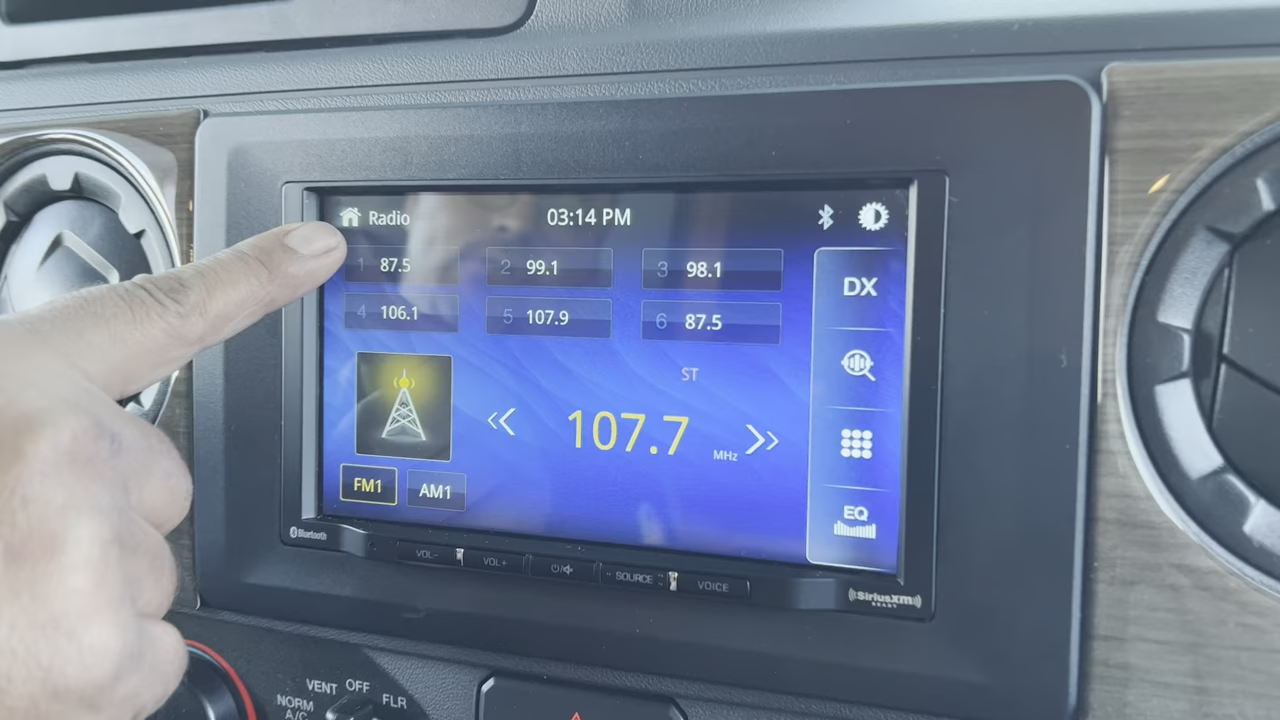 Radio 03:14 PM
1 87.5 2 99.1 3 98.1
DX
4 106.1 5 107.9 6 87.5
ST
107.7 MHz
FM1 AM1
EQ
Bluetooth
VOL- VOL+ SOURCE VOICE
SiriusXM
READY
VENT OFF FLR
NORM
A/C